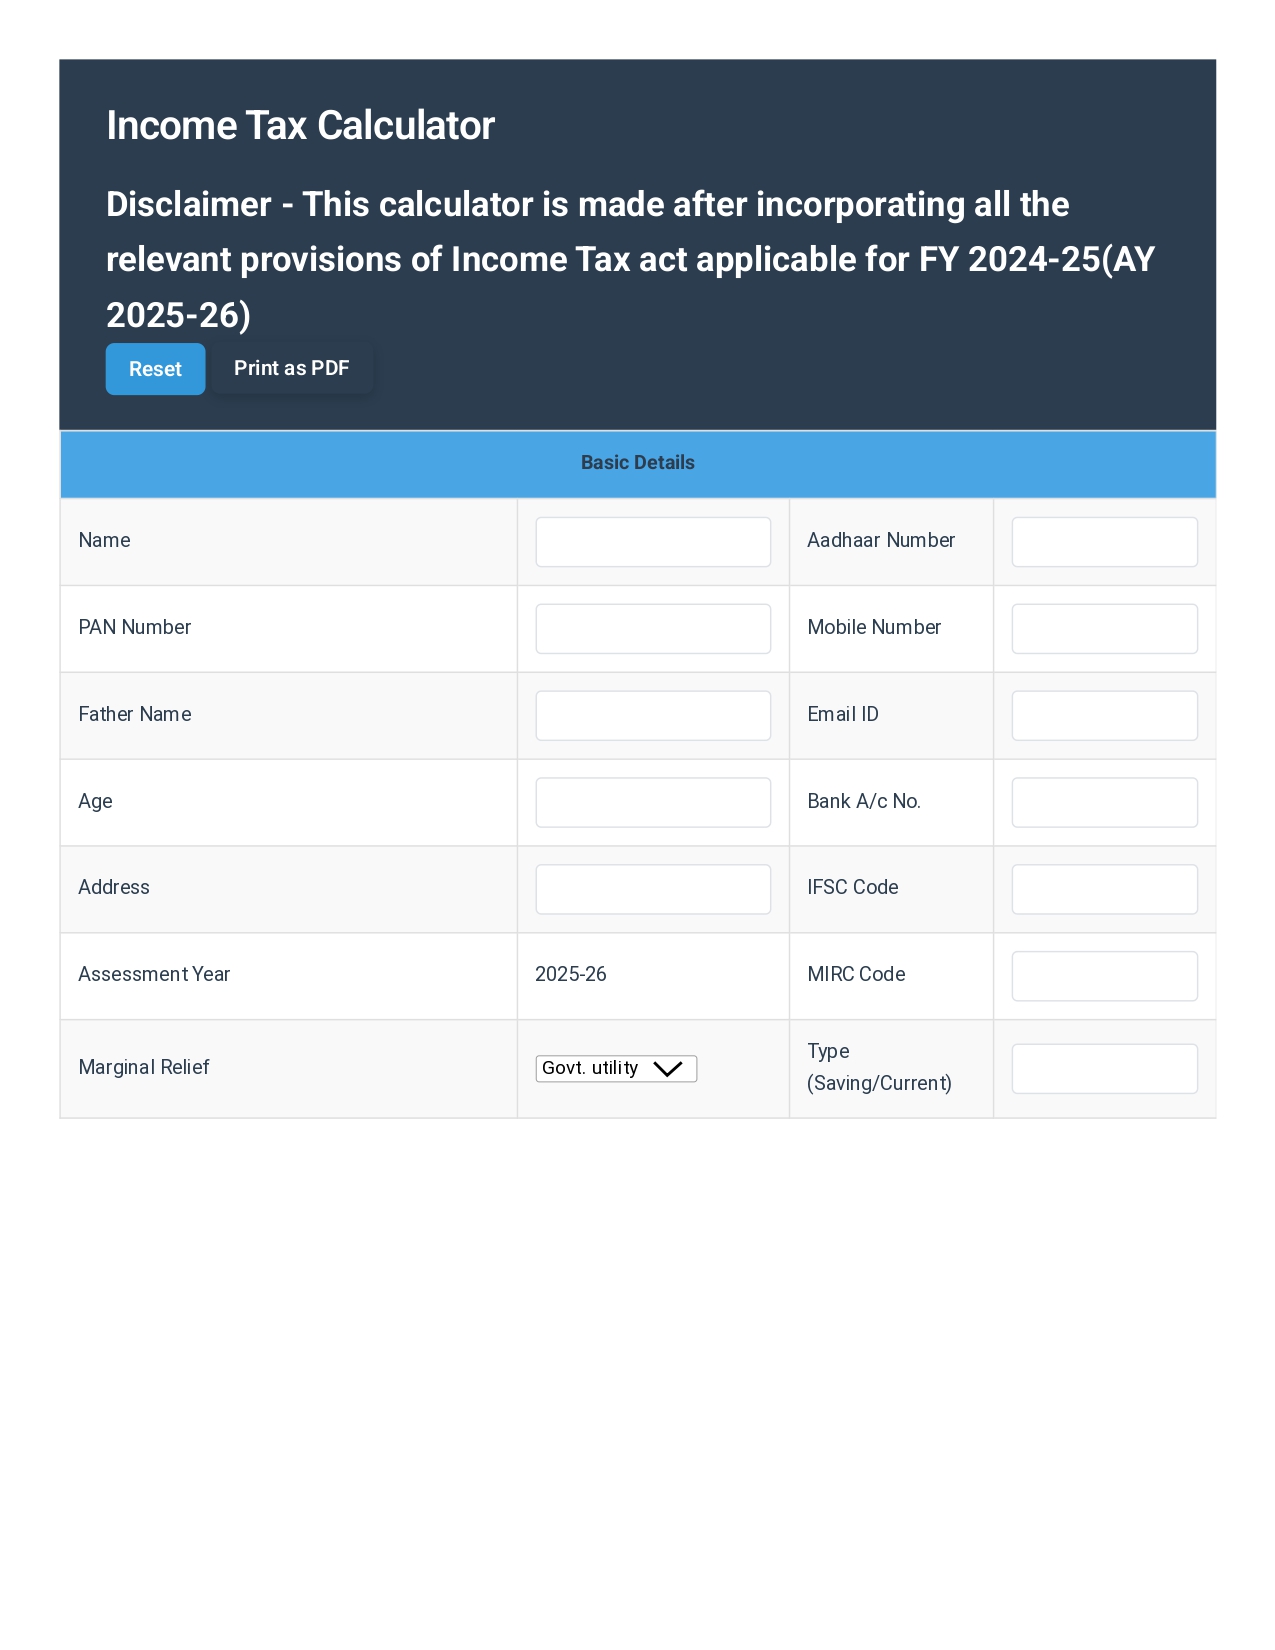 Income Tax Calculator
Disclaimer - This calculator is made after incorporating all the
relevant provisions of Income Tax act applicable for FY 2024-25(AY
2025-26)
Reset Print as PDF
Basic Details
Name Aadhaar Number
PAN Number Mobile Number
Father Name Email ID
Age Bank A/c No.
Address IFSC Code
Assessment Year 2025-26 MIRC Code
Marginal Relief Govt. utility Type
(Saving/Current)